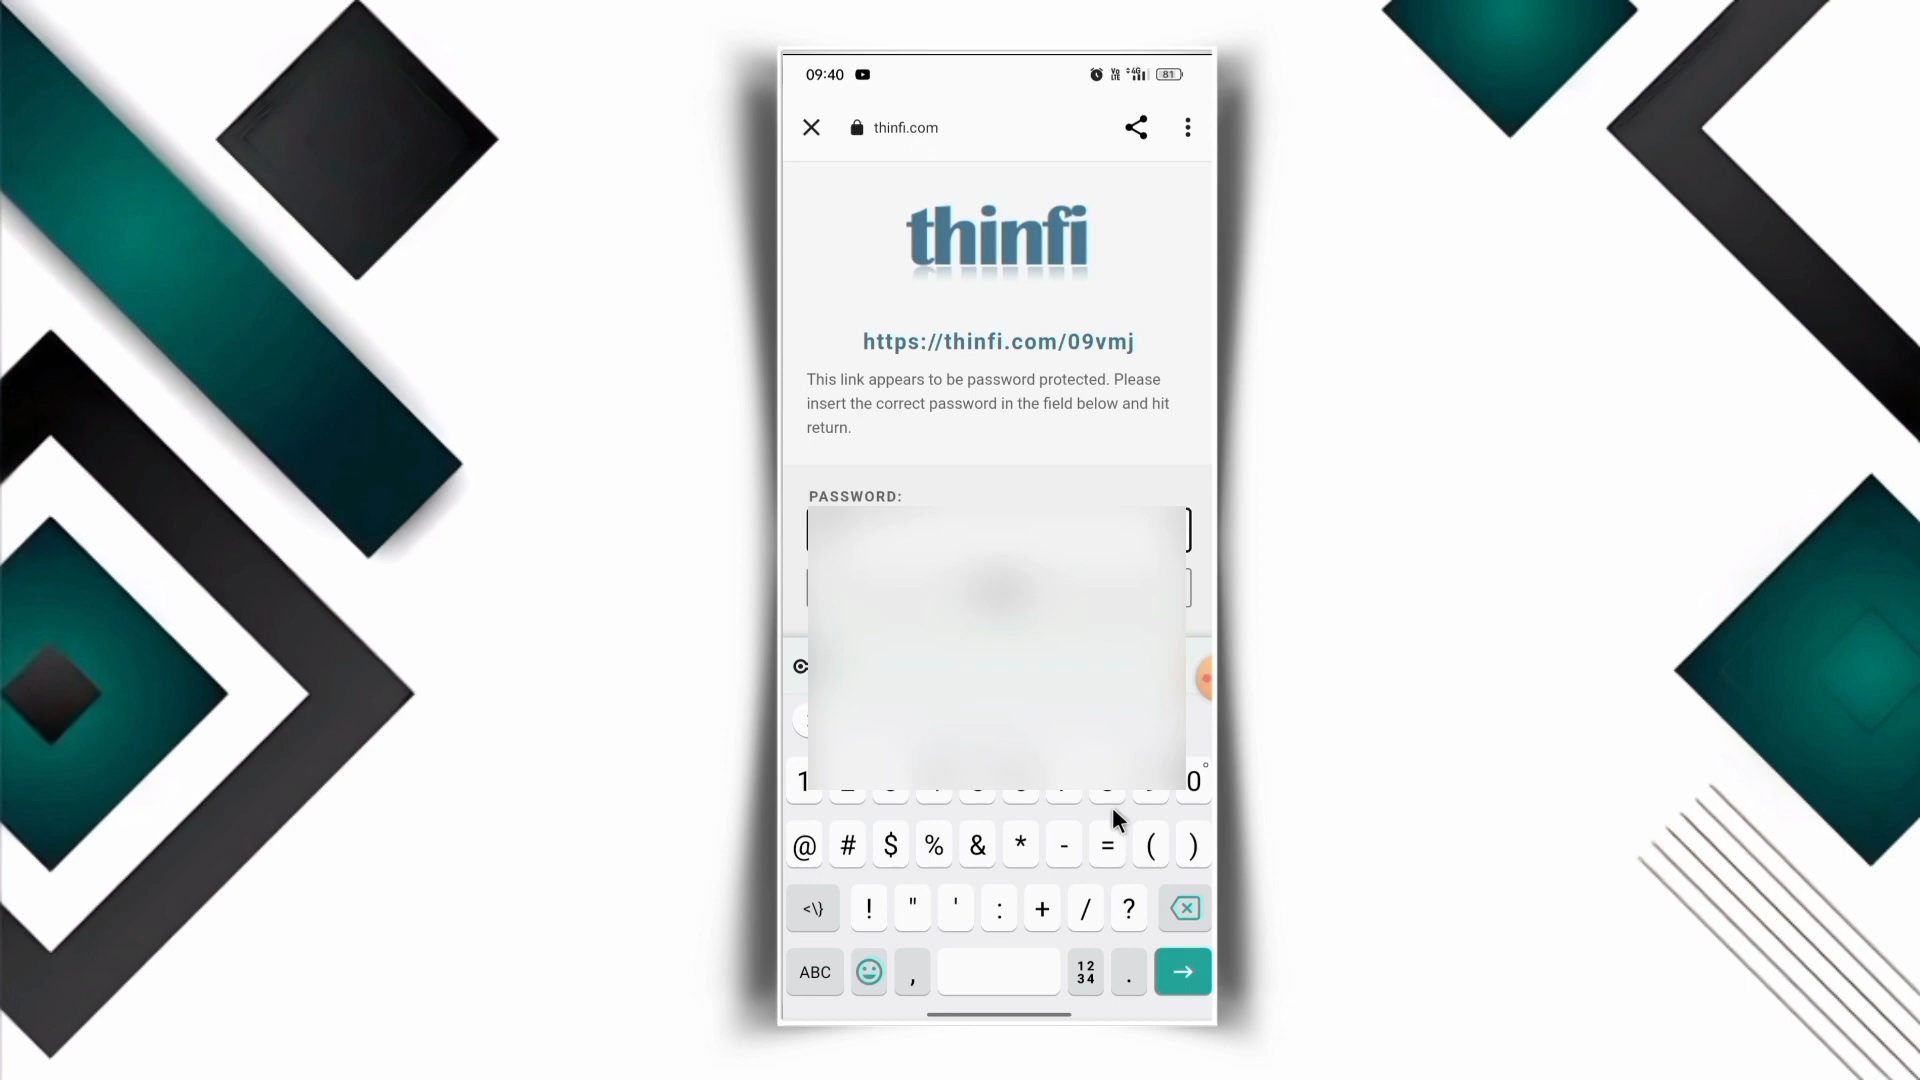 09:40 81
thinfi.com
thinfi
https://thinfi.com/09vmj
This link appears to be password protected. Please
insert the correct password in the field below and hit
return.
PASSWORD:
1 0
@ # $ % & * - = ( )
<\} ! " ' : + / ?
ABC , 12 34 .